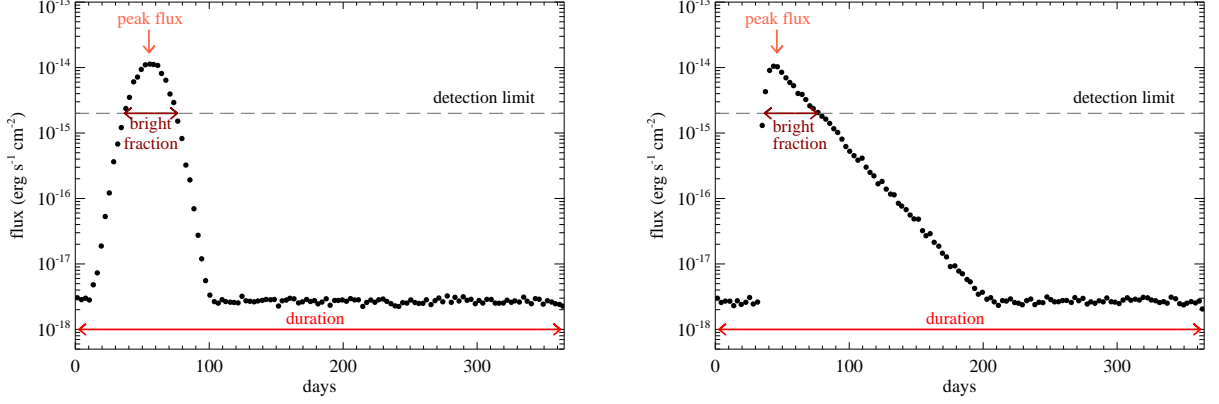 10⁻¹³
peak flux
10⁻¹⁴
detection limit
10⁻¹⁵
bright
fraction
10⁻¹⁶
10⁻¹⁷
duration
10⁻¹⁸
0 100 200 300
days
flux (erg s⁻¹ cm⁻²)
10⁻¹³
peak flux
10⁻¹⁴
detection limit
10⁻¹⁵
bright
fraction
10⁻¹⁶
10⁻¹⁷
duration
10⁻¹⁸
0 100 200 300
days
flux (erg s⁻¹ cm⁻²)